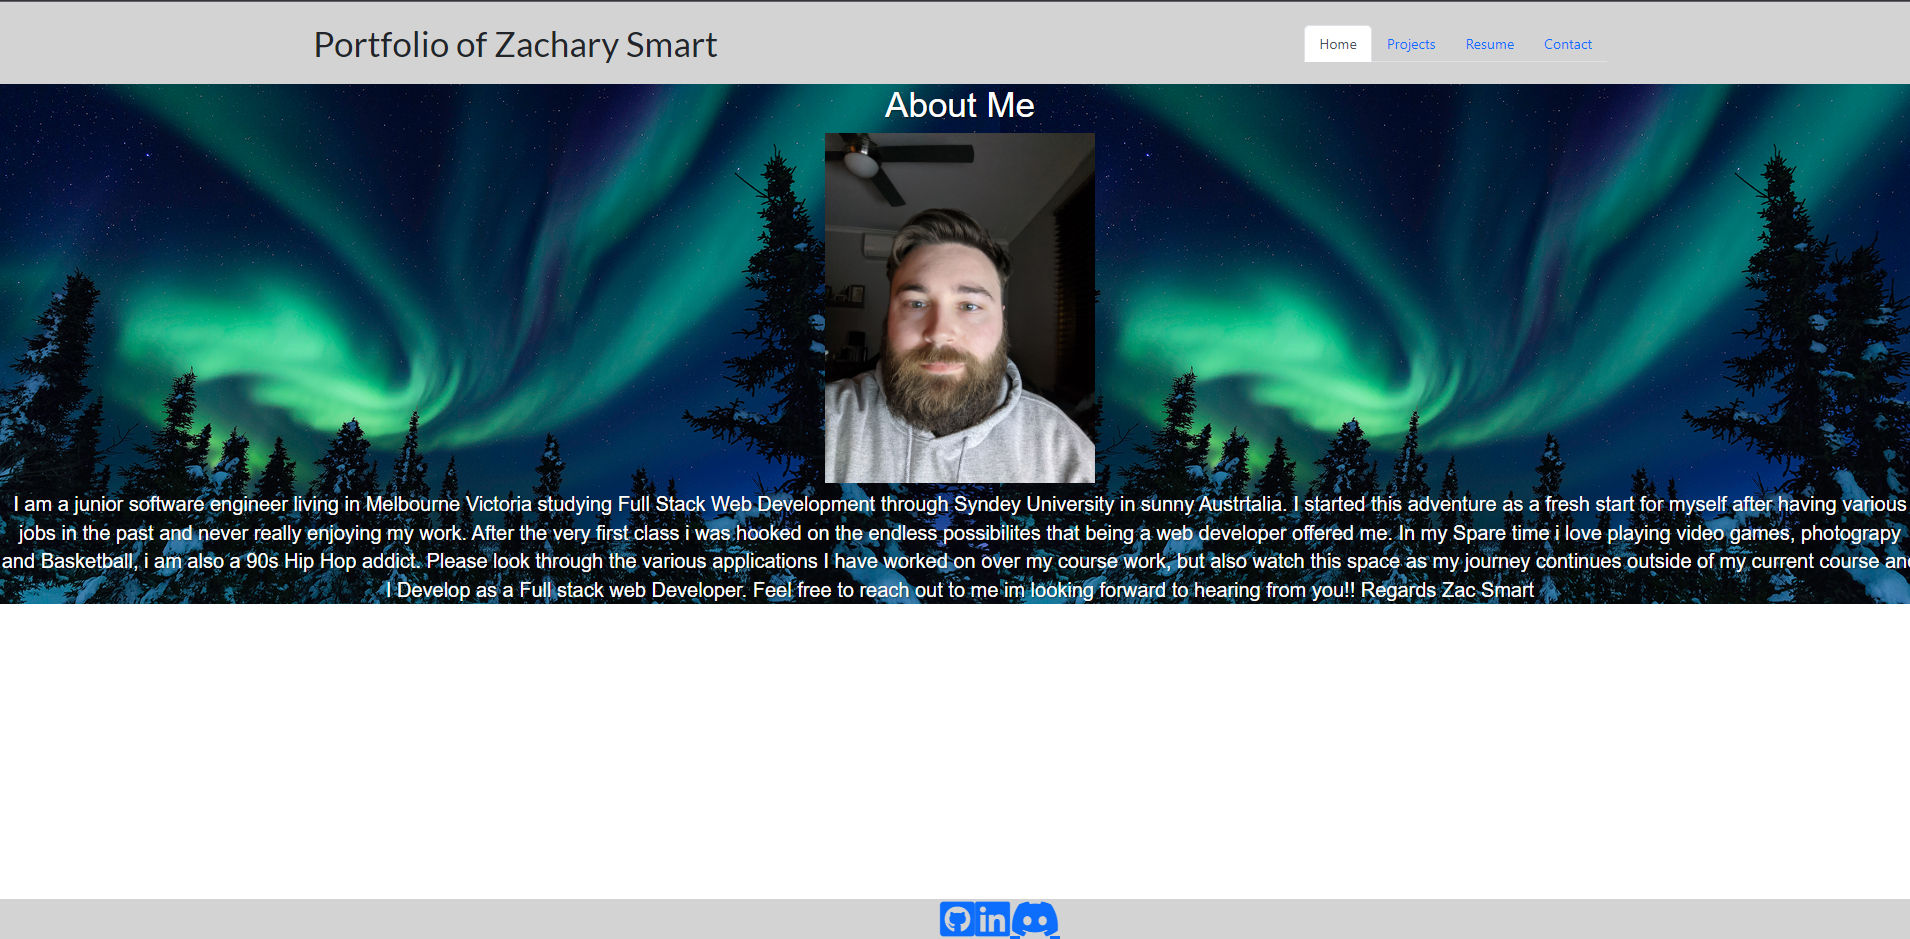 Portfolio of Zachary Smart
Home Projects Resume Contact
About Me
I am a junior software engineer living in Melbourne Victoria studying Full Stack Web Development through Syndey University in sunny Austrtalia. I started this adventure as a fresh start for myself after having various
jobs in the past and never really enjoying my work. After the very first class i was hooked on the endless possibilites that being a web developer offered me. In my Spare time i love playing video games, photograpy
and Basketball, i am also a 90s Hip Hop addict. Please look through the various applications I have worked on over my course work, but also watch this space as my journey continues outside of my current course and
I Develop as a Full stack web Developer. Feel free to reach out to me im looking forward to hearing from you!! Regards Zac Smart
in